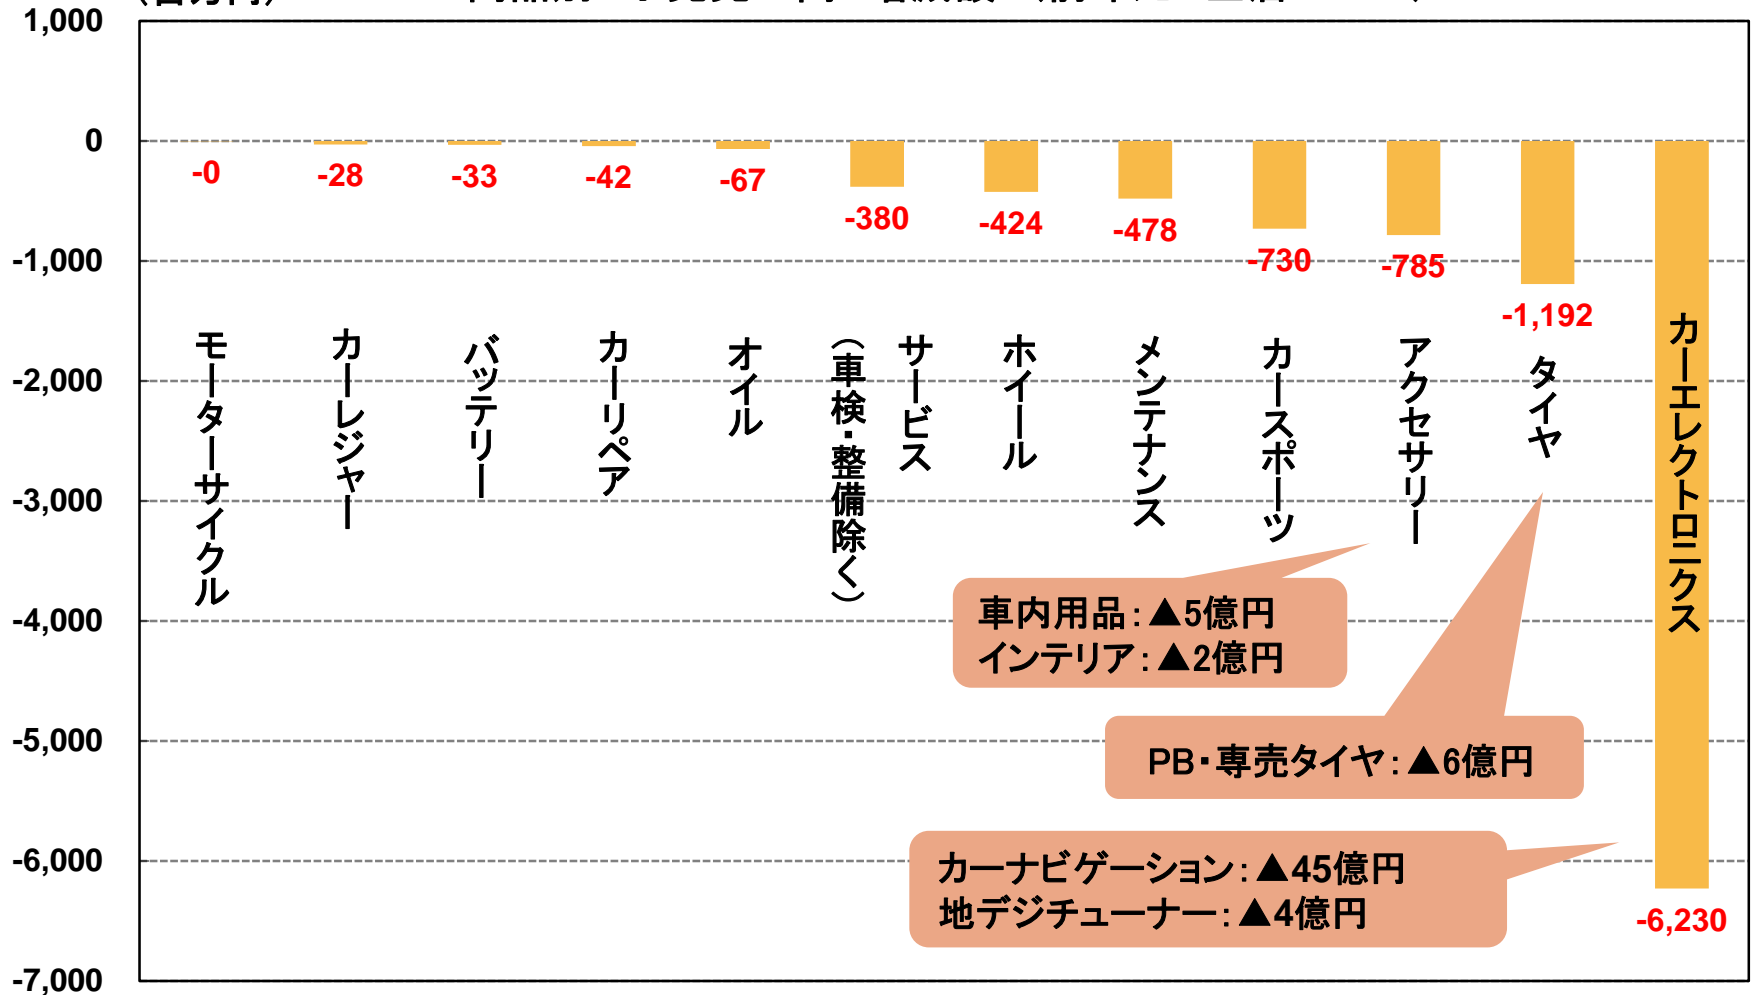 1,000
0
-1,000
-2,000
-3,000
-4,000
-5,000
-6,000
-7,000
-0
-28
-33
-42
-67
-380
-424
-478
-730
-785
-1,192
-6,230
モーターサイクル
カーレジャー
バッテリー
カーリペア
オイル
サービス
（車検・整備除く）
ホイール
メンテナンス
カースポーツ
アクセサリー
タイヤ
カーエレクトロニクス
車内用品：▲5億円
インテリア：▲2億円
PB・専売タイヤ：▲6億円
カーナビゲーション：▲45億円
地デジチューナー：▲4億円